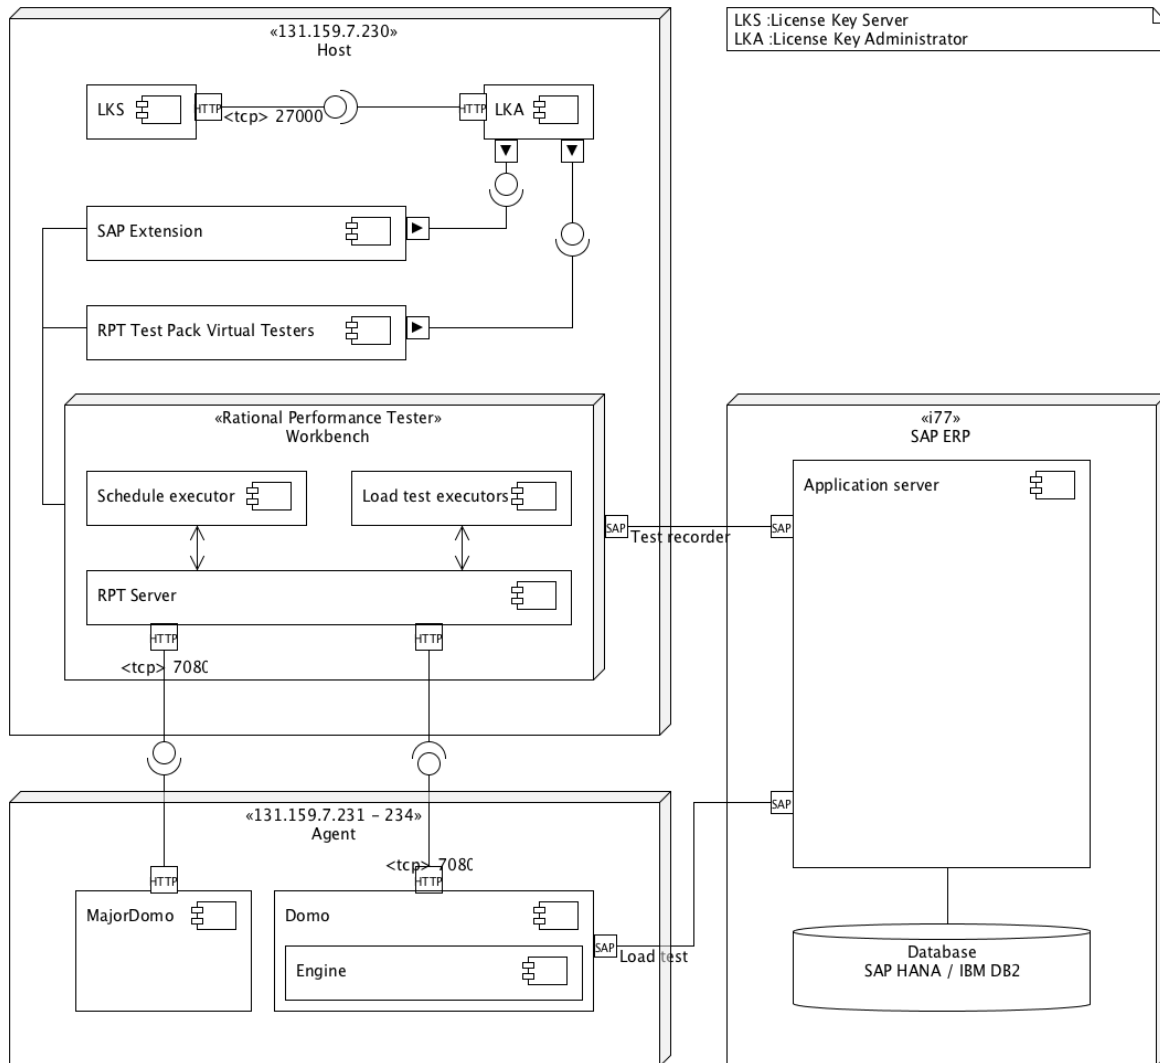 «131.159.7.230»
Host
LKS :License Key Server
LKA :License Key Administrator
LKS
HTTP
<tcp> 27000
HTTP
LKA
SAP Extension
RPT Test Pack Virtual Testers
«Rational Performance Tester»
Workbench
Schedule executor
Load test executors
RPT Server
HTTP
HTTP
<tcp> 7080
SAP
Test recorder
SAP
«i77»
SAP ERP
Application server
SAP
«131.159.7.231 – 234»
Agent
<tcp> 7080
HTTP
HTTP
MajorDomo
Domo
Engine
SAP
Load test
Database
SAP HANA / IBM DB2